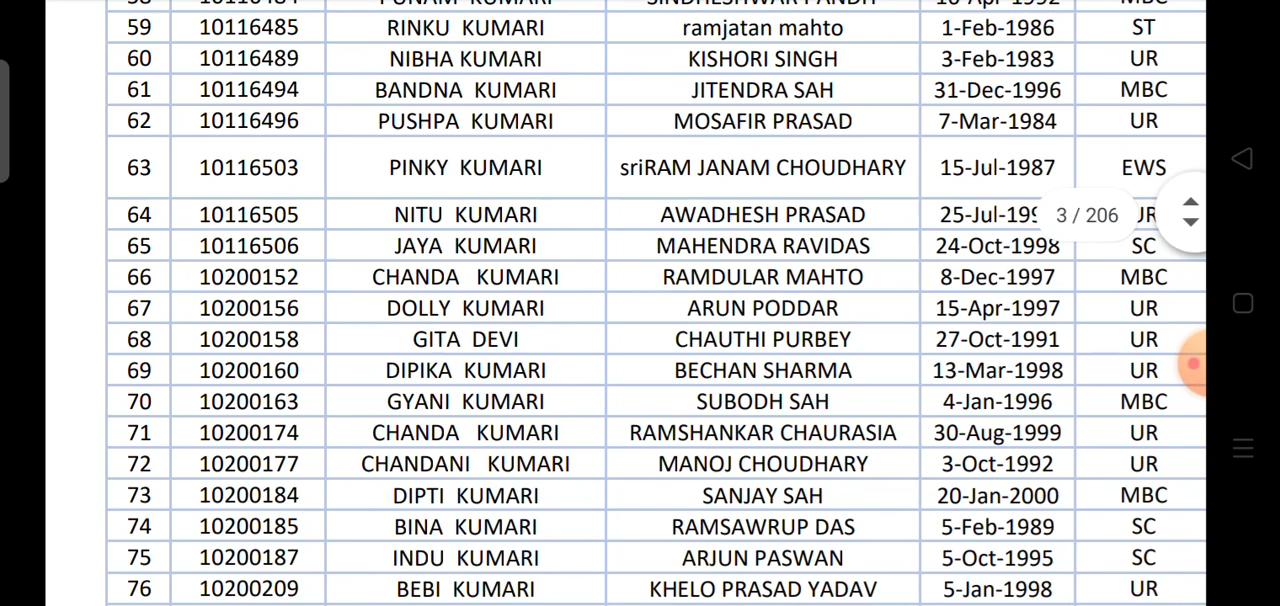 59 10116485 RINKU KUMARI ramjatan mahto 1-Feb-1986 ST
60 10116489 NIBHA KUMARI KISHORI SINGH 3-Feb-1983 UR
61 10116494 BANDNA KUMARI JITENDRA SAH 31-Dec-1996 MBC
62 10116496 PUSHPA KUMARI MOSAFIR PRASAD 7-Mar-1984 UR
63 10116503 PINKY KUMARI sriRAM JANAM CHOUDHARY 15-Jul-1987 EWS
64 10116505 NITU KUMARI AWADHESH PRASAD 3 / 206
65 10116506 JAYA KUMARI MAHENDRA RAVIDAS 24-Oct-1998 SC
66 10200152 CHANDA KUMARI RAMDULAR MAHTO 8-Dec-1997 MBC
67 10200156 DOLLY KUMARI ARUN PODDAR 15-Apr-1997 UR
68 10200158 GITA DEVI CHAUTHI PURBEY 27-Oct-1991 UR
69 10200160 DIPIKA KUMARI BECHAN SHARMA 13-Mar-1998 UR
70 10200163 GYANI KUMARI SUBODH SAH 4-Jan-1996 MBC
71 10200174 CHANDA KUMARI RAMSHANKAR CHAURASIA 30-Aug-1999 UR
72 10200177 CHANDANI KUMARI MANOJ CHOUDHARY 3-Oct-1992 UR
73 10200184 DIPTI KUMARI SANJAY SAH 20-Jan-2000 MBC
74 10200185 BINA KUMARI RAMSAWRUP DAS 5-Feb-1989 SC
75 10200187 INDU KUMARI ARJUN PASWAN 5-Oct-1995 SC
76 10200209 BEBI KUMARI KHELO PRASAD YADAV 5-Jan-1998 UR